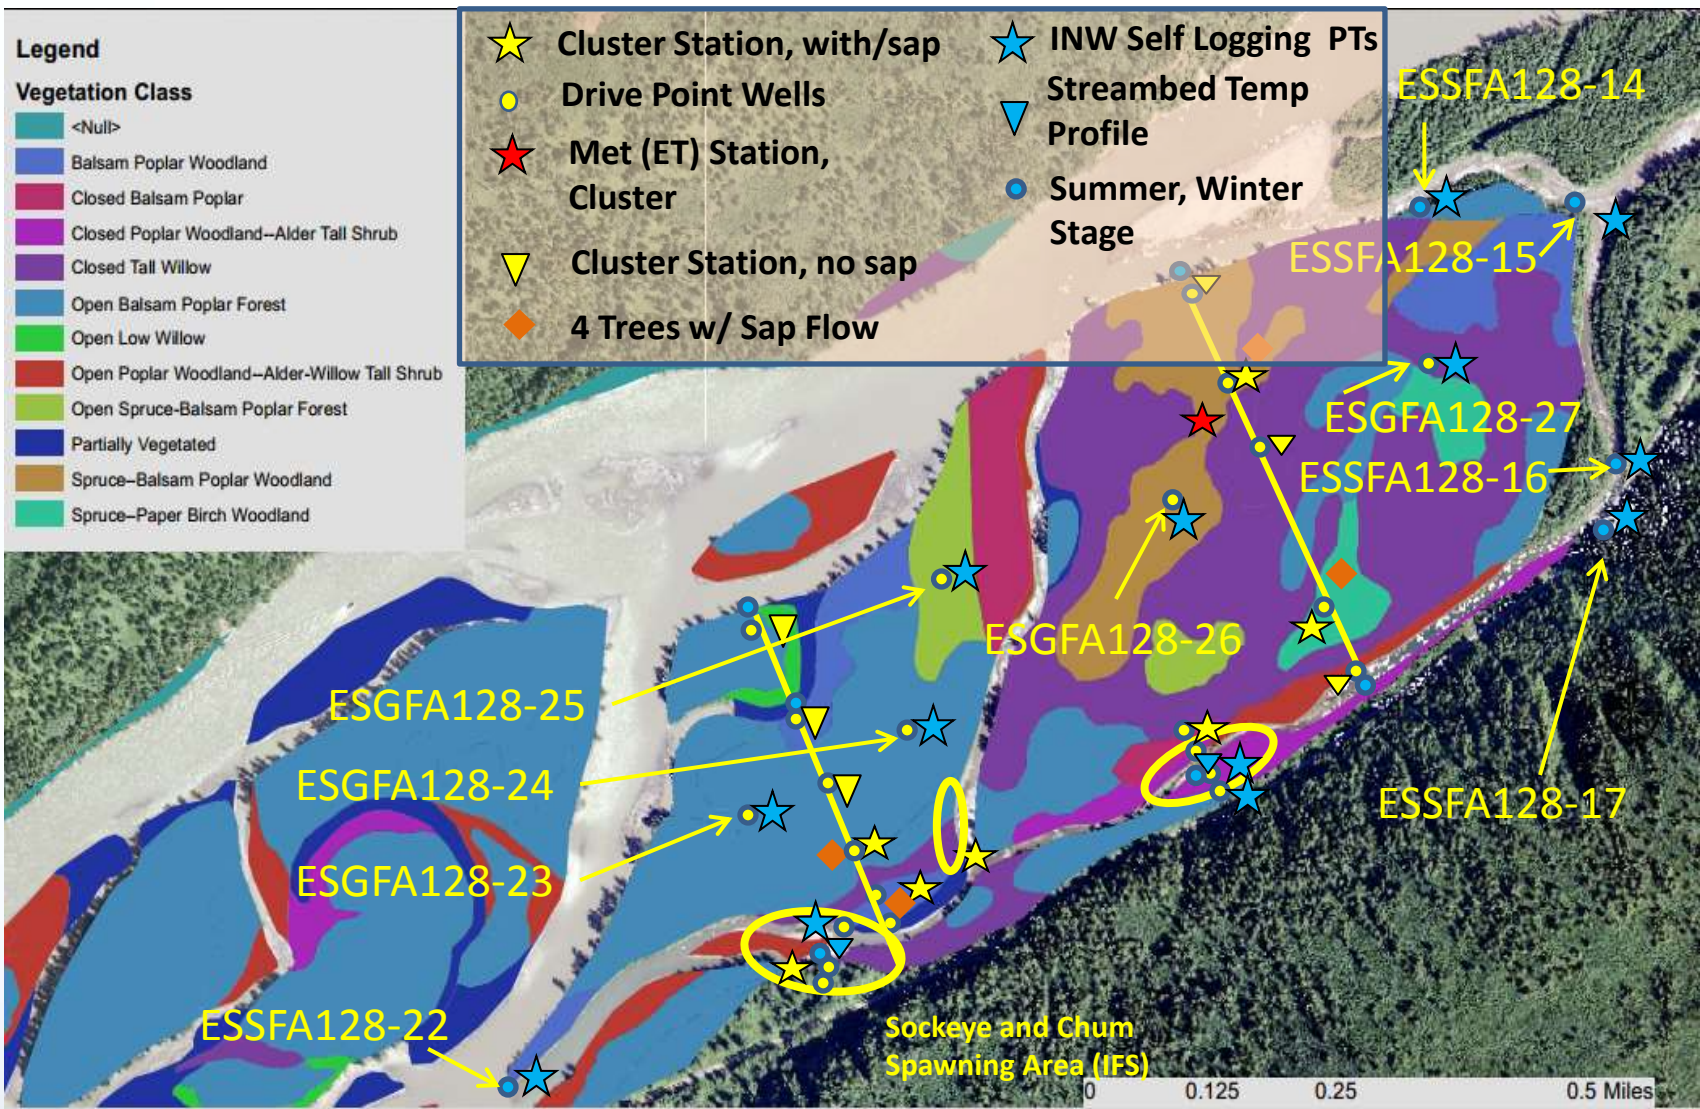 Legend
Vegetation Class
<Null>
Balsam Poplar Woodland
Closed Balsam Poplar
Closed Poplar Woodland--Alder Tall Shrub
Closed Tall Willow
Open Balsam Poplar Forest
Open Low Willow
Open Poplar Woodland--Alder-Willow Tall Shrub
Open Spruce-Balsam Poplar Forest
Partially Vegetated
Spruce--Balsam Poplar Woodland
Spruce--Paper Birch Woodland
Cluster Station, with/sap
Drive Point Wells
Met (ET) Station,
Cluster
Cluster Station, no sap
4 Trees w/ Sap Flow
INW Self Logging PTs
Streambed Temp
Profile
Summer, Winter
Stage
ESSFA128-14
ESSFA128-15
ESGFA128-27
ESSFA128-16
ESGFA128-26
ESGFA128-25
ESGFA128-24
ESSFA128-17
ESGFA128-23
ESSFA128-22
Sockeye and Chum
Spawning Area (IFS)
0 0.125 0.25 0.5 Miles